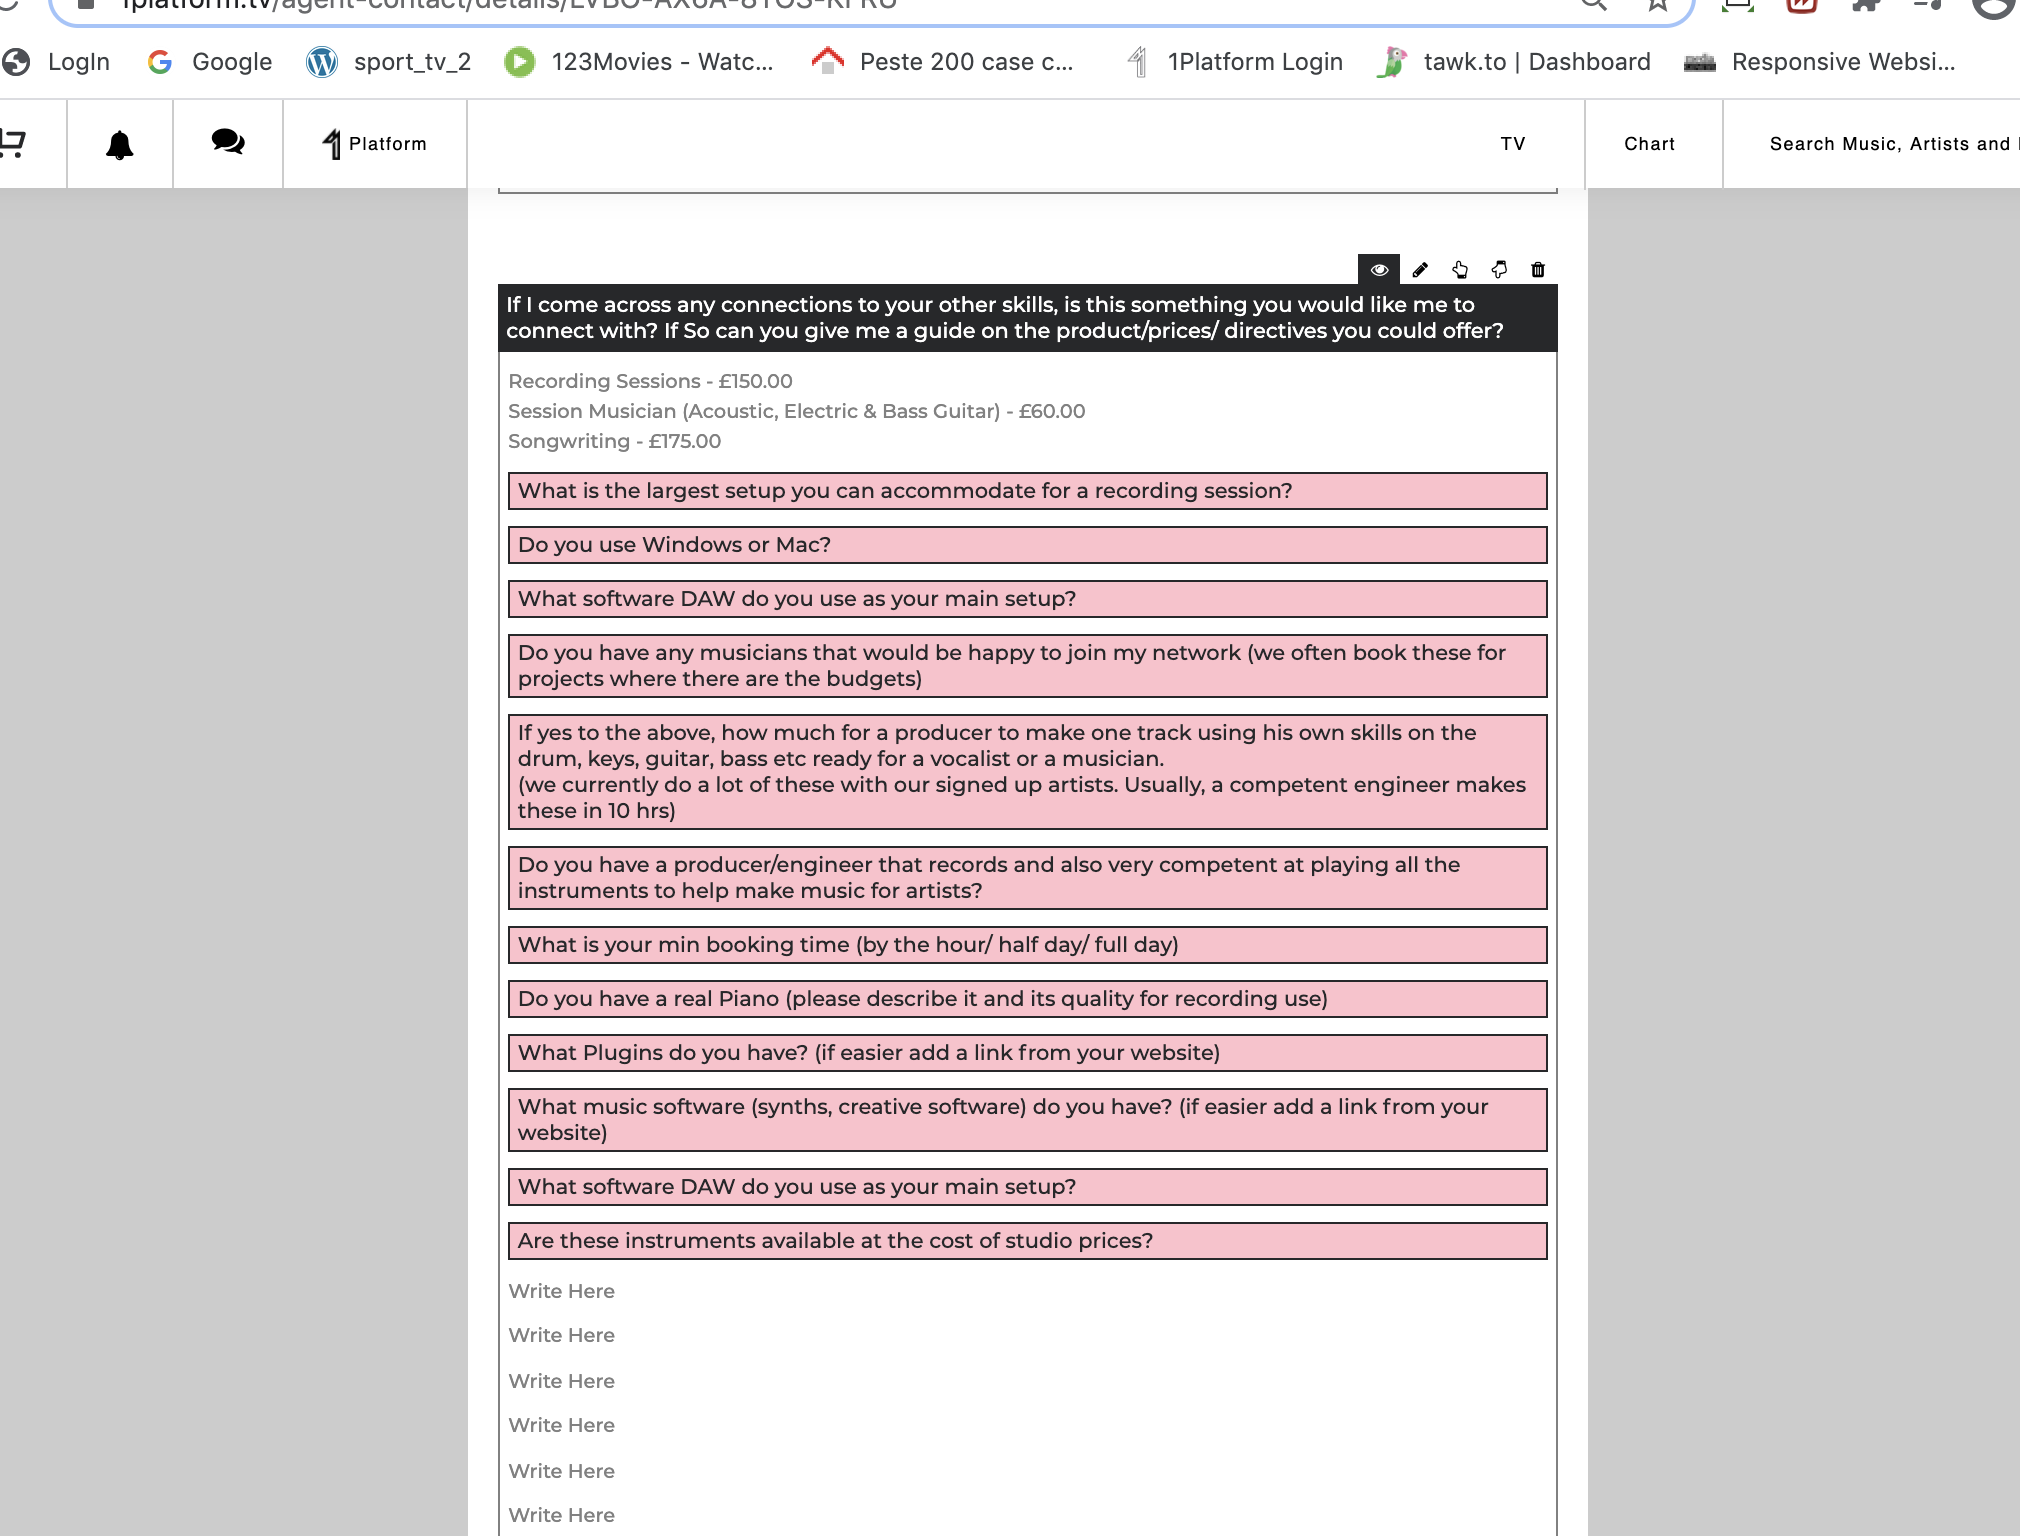 1platform.tv/agent-contact/details/
LogIn
Google
sport_tv_2
123Movies - Watc...
Peste 200 case c...
1Platform Login
tawk.to | Dashboard
Responsive Websi...
1 Platform
TV
Chart
Search Music, Artists and
If I come across any connections to your other skills, is this something you would like me to
connect with? If So can you give me a guide on the product/prices/ directives you could offer?
Recording Sessions - £150.00
Session Musician (Acoustic, Electric & Bass Guitar) - £60.00
Songwriting - £175.00
What is the largest setup you can accommodate for a recording session?
Do you use Windows or Mac?
What software DAW do you use as your main setup?
Do you have any musicians that would be happy to join my network (we often book these for
projects where there are the budgets)
If yes to the above, how much for a producer to make one track using his own skills on the
drum, keys, guitar, bass etc ready for a vocalist or a musician.
(we currently do a lot of these with our signed up artists. Usually, a competent engineer makes
these in 10 hrs)
Do you have a producer/engineer that records and also very competent at playing all the
instruments to help make music for artists?
What is your min booking time (by the hour/ half day/ full day)
Do you have a real Piano (please describe it and its quality for recording use)
What Plugins do you have? (if easier add a link from your website)
What music software (synths, creative software) do you have? (if easier add a link from your
website)
What software DAW do you use as your main setup?
Are these instruments available at the cost of studio prices?
Write Here
Write Here
Write Here
Write Here
Write Here
Write Here